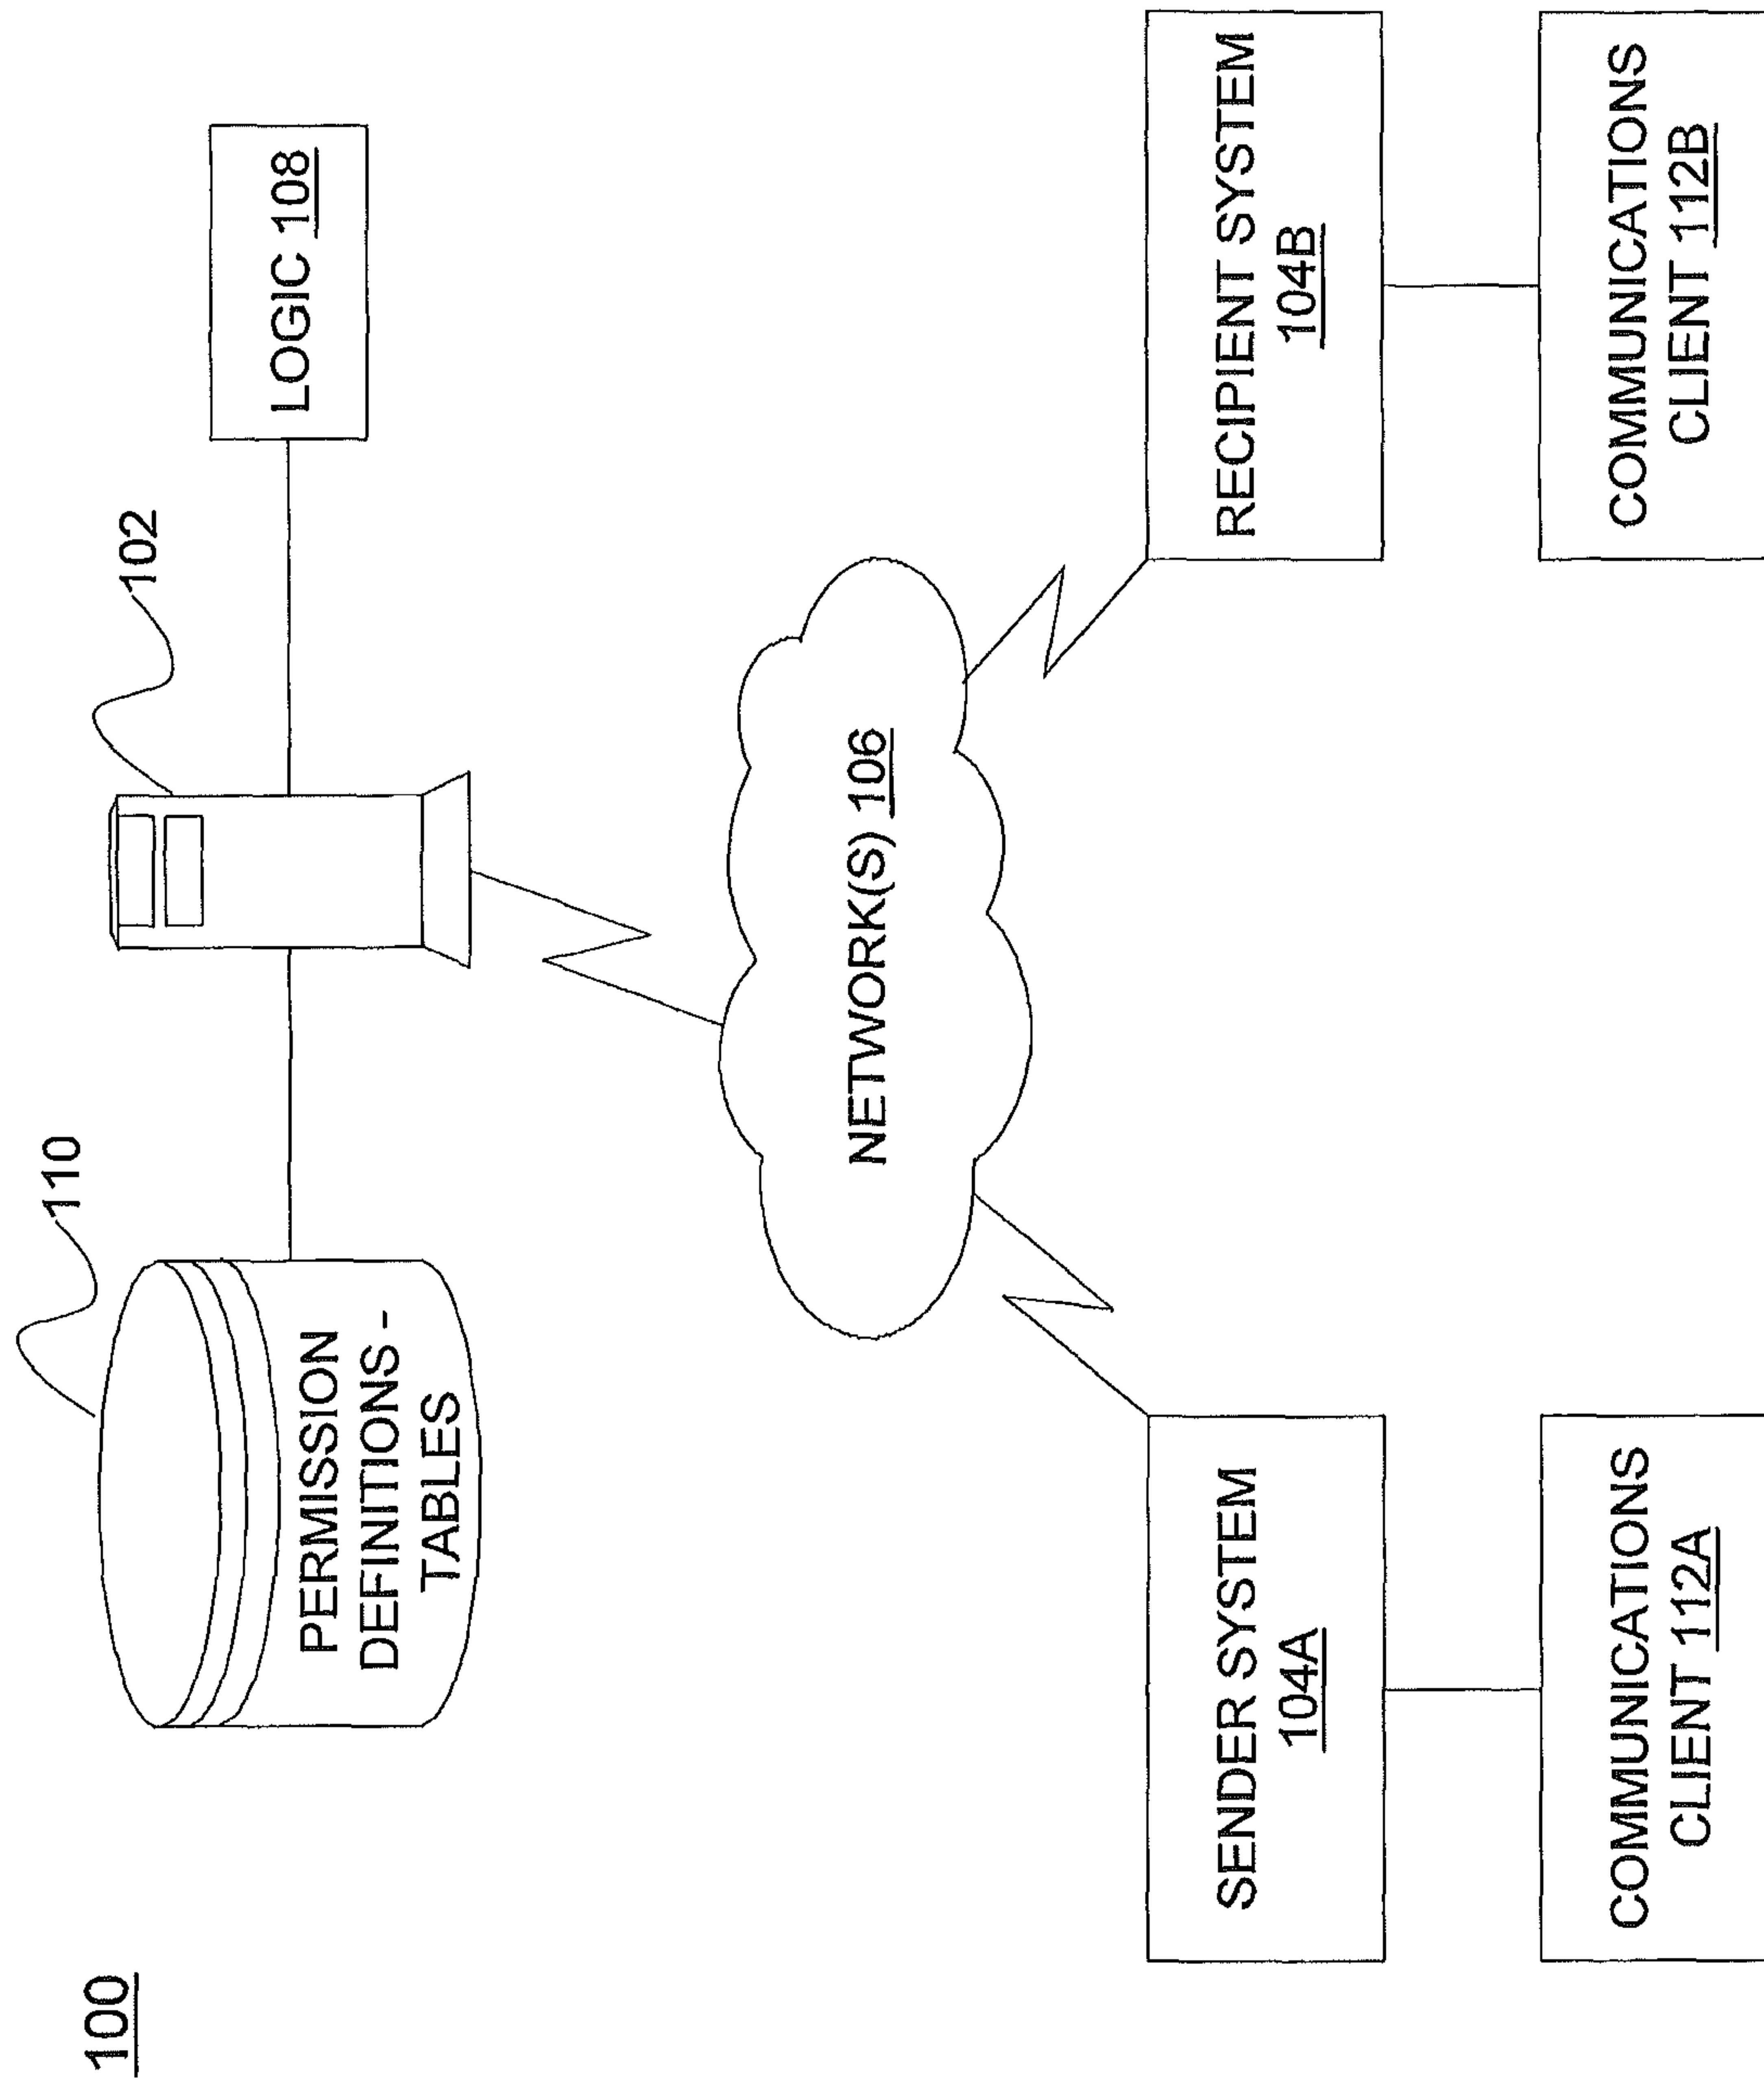 100
110
102
PERMISSION
DEFINITIONS -
TABLES
LOGIC 108
NETWORK(S) 106
SENDER SYSTEM
104A
RECIPIENT SYSTEM
104B
COMMUNICATIONS
CLIENT 112A
COMMUNICATIONS
CLIENT 112B